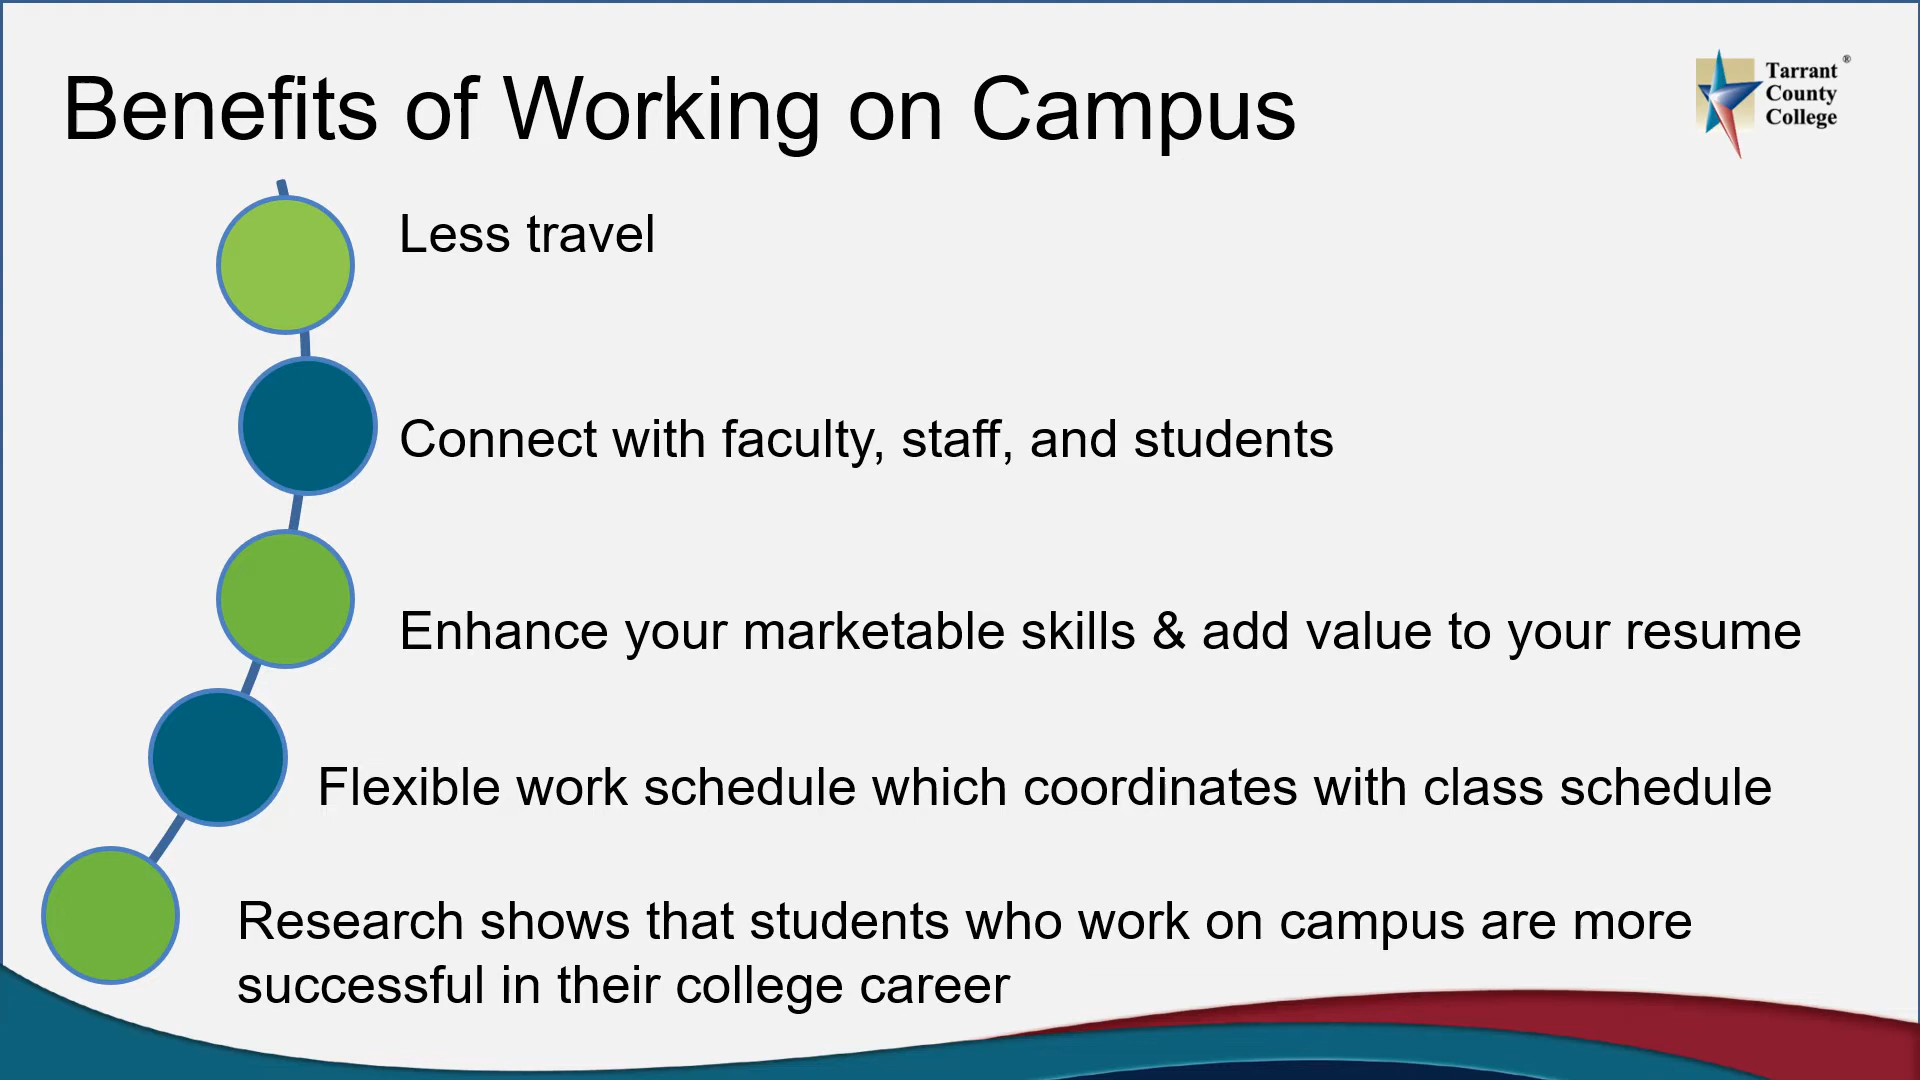 Benefits of Working on Campus
Tarrant
County
College
®
Less travel
Connect with faculty, staff, and students
Enhance your marketable skills & add value to your resume
Flexible work schedule which coordinates with class schedule
Research shows that students who work on campus are more
successful in their college career